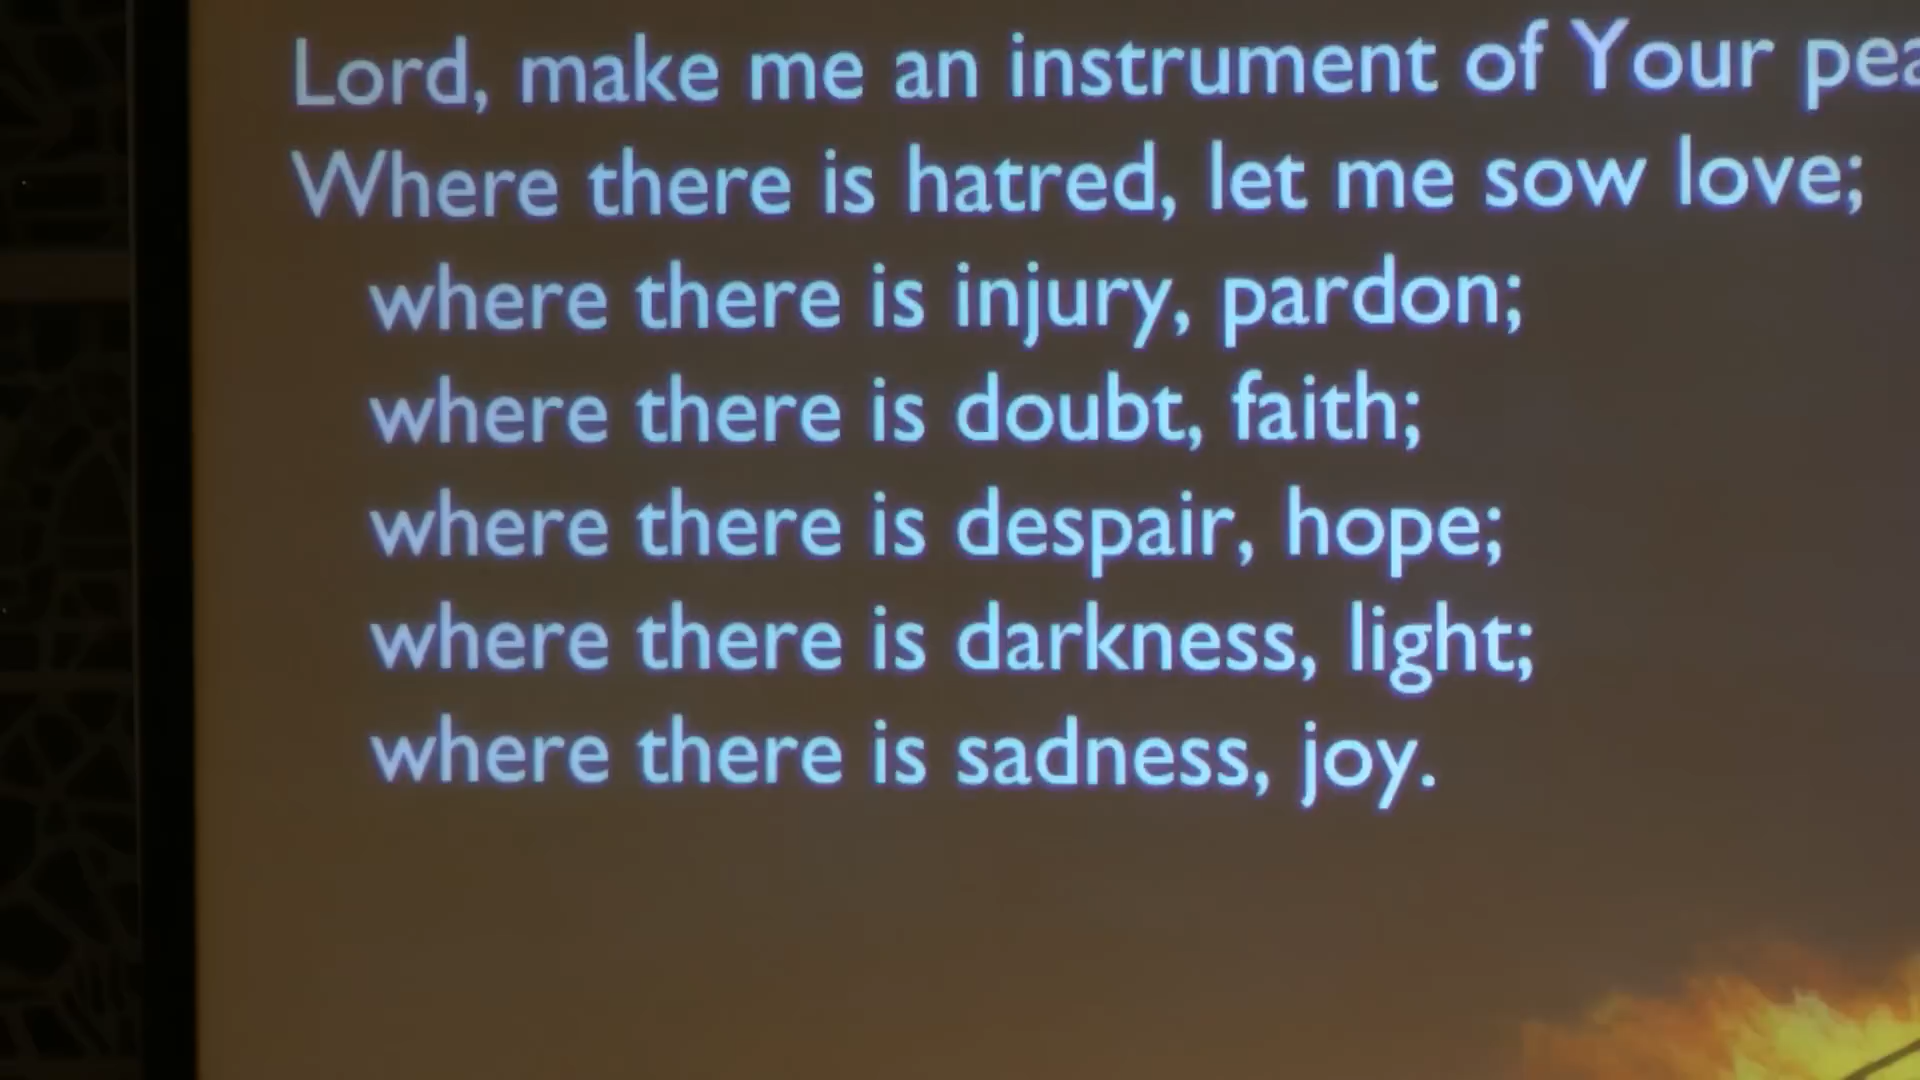 Lord, make me an instrument of Your pea
Where there is hatred, let me sow love;
where there is injury, pardon;
where there is doubt, faith;
where there is despair, hope;
where there is darkness, light;
where there is sadness, joy.